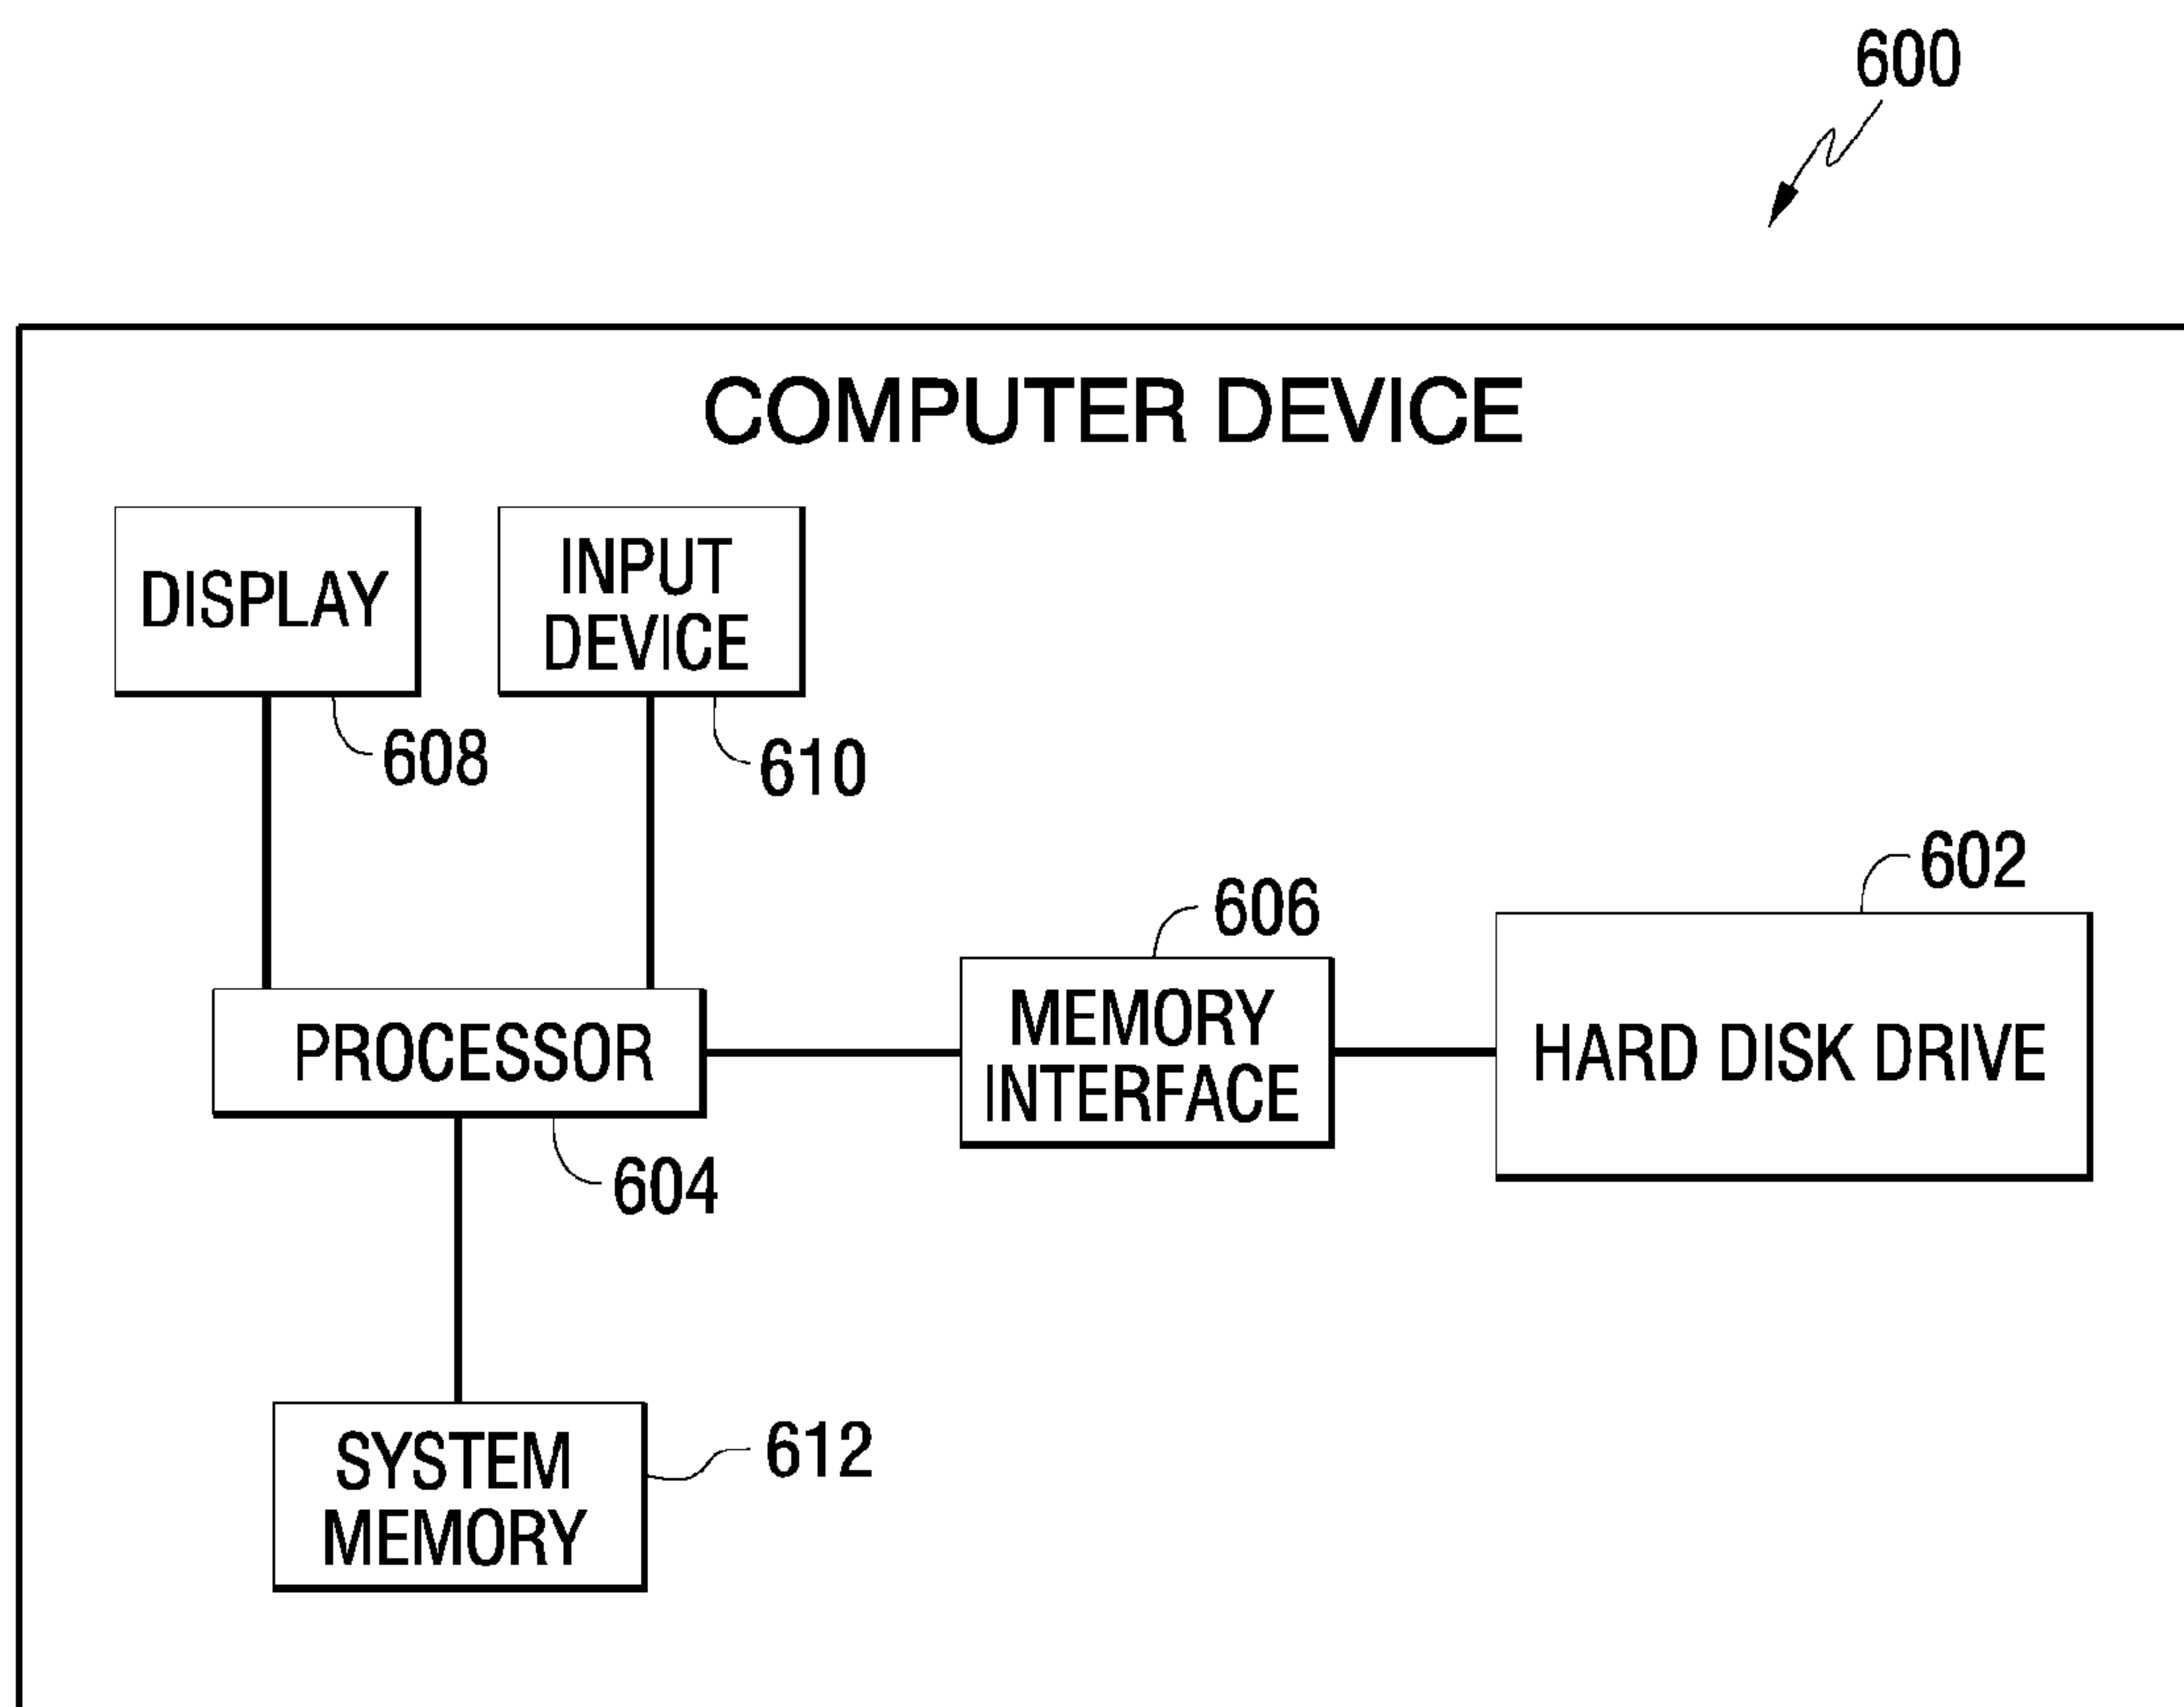 600
COMPUTER DEVICE
DISPLAY
608
INPUT
DEVICE
610
PROCESSOR
604
MEMORY
INTERFACE
606
HARD DISK DRIVE
602
SYSTEM
MEMORY
612